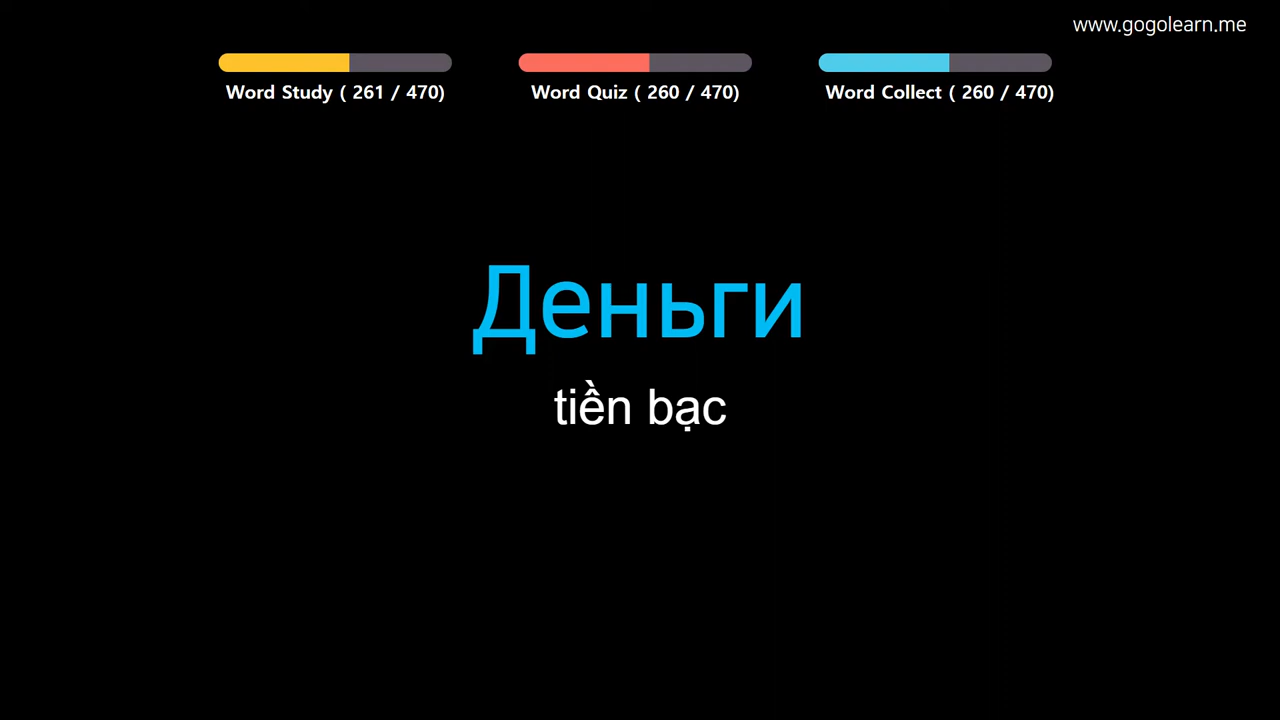 www.gogolearn.me
Word Study ( 261 / 470)
Word Quiz ( 260 / 470)
Word Collect ( 260 / 470)
Деньги
tiền bạc